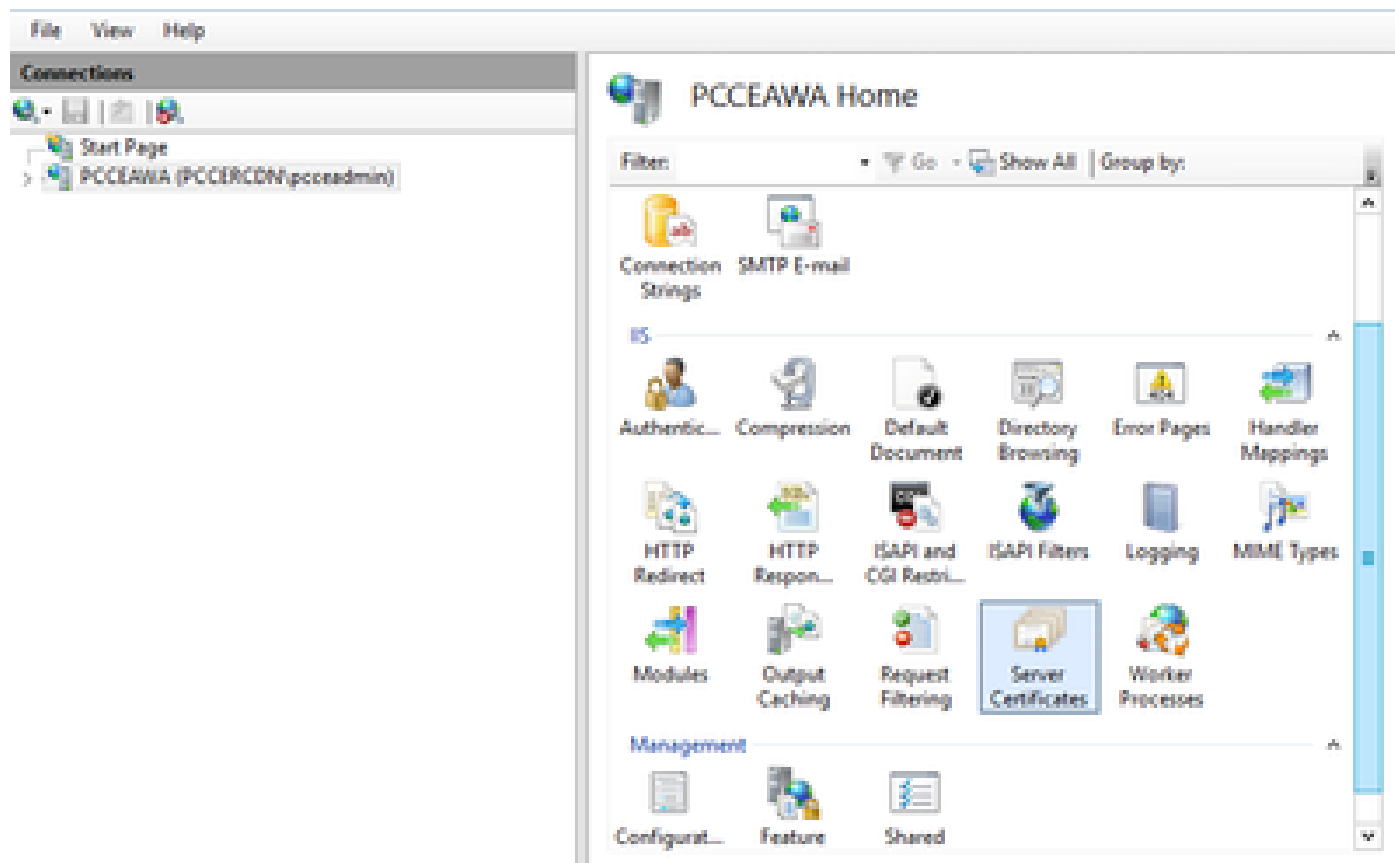 File View Help
Connections
Start Page
PCCEAWA (PCCERCDN\pcceadmin)
PCCEAWA Home
Filter: Go Show All Group by:
Connection Strings
SMTP E-mail
IIS
Authentic...
Compression
Default Document
Directory Browsing
Error Pages
Handler Mappings
HTTP Redirect
HTTP Respon...
ISAPI and CGI Restri...
ISAPI Filters
Logging
MIME Types
Modules
Output Caching
Request Filtering
Server Certificates
Worker Processes
Management
Configurat...
Feature
Shared